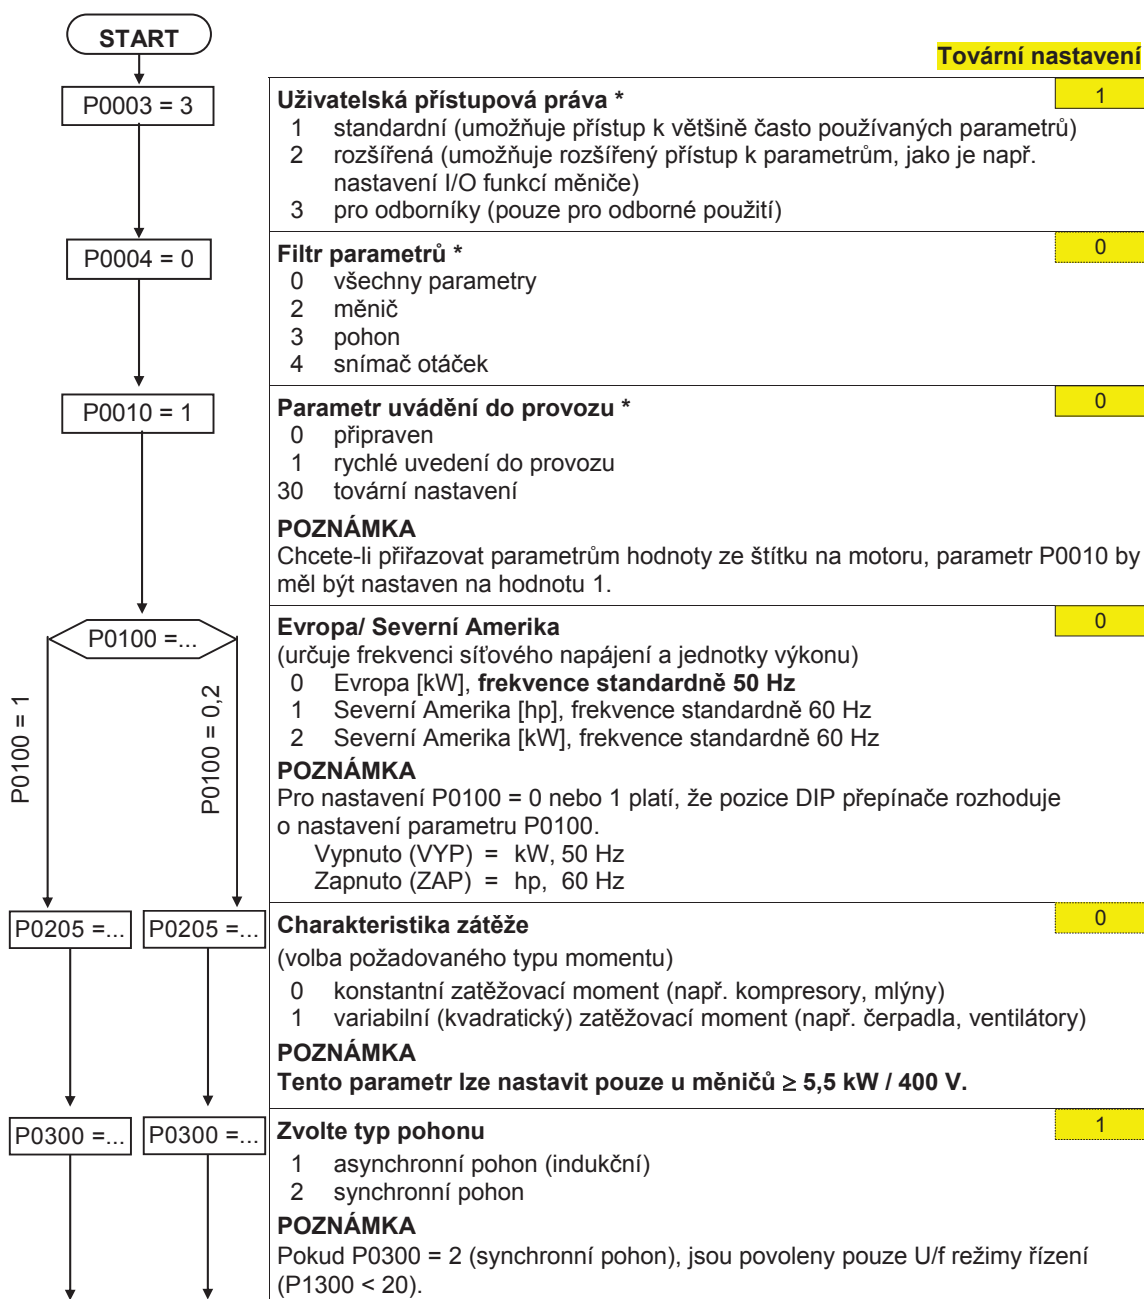 START
Tovární nastavení
P0003 = 3
Uživatelská přístupová práva *
1
1 standardní (umožňuje přístup k většině často používaných parametrů)
2 rozšířená (umožňuje rozšířený přístup k parametrům, jako je např.
nastavení I/O funkcí měniče)
3 pro odborníky (pouze pro odborné použití)
P0004 = 0
Filtr parametrů *
0
0 všechny parametry
2 měnič
3 pohon
4 snímač otáček
P0010 = 1
Parametr uvádění do provozu *
0
0 připraven
1 rychlé uvedení do provozu
30 tovární nastavení
POZNÁMKA
Chcete-li přiřazovat parametrům hodnoty ze štítku na motoru, parametr P0010 by
měl být nastaven na hodnotu 1.
P0100 =...
P0100 = 1
P0100 = 0,2
Evropa/ Severní Amerika
0
(určuje frekvenci síťového napájení a jednotky výkonu)
0 Evropa [kW], frekvence standardně 50 Hz
1 Severní Amerika [hp], frekvence standardně 60 Hz
2 Severní Amerika [kW], frekvence standardně 60 Hz
POZNÁMKA
Pro nastavení P0100 = 0 nebo 1 platí, že pozice DIP přepínače rozhoduje
o nastavení parametru P0100.
Vypnuto (VYP) = kW, 50 Hz
Zapnuto (ZAP) = hp, 60 Hz
P0205 =...
P0205 =...
Charakteristika zátěže
0
(volba požadovaného typu momentu)
0 konstantní zatěžovací moment (např. kompresory, mlýny)
1 variabilní (kvadratický) zatěžovací moment (např. čerpadla, ventilátory)
POZNÁMKA
Tento parametr lze nastavit pouze u měničů ≥ 5,5 kW / 400 V.
P0300 =...
P0300 =...
Zvolte typ pohonu
1
1 asynchronní pohon (indukční)
2 synchronní pohon
POZNÁMKA
Pokud P0300 = 2 (synchronní pohon), jsou povoleny pouze U/f režimy řízení
(P1300 < 20).